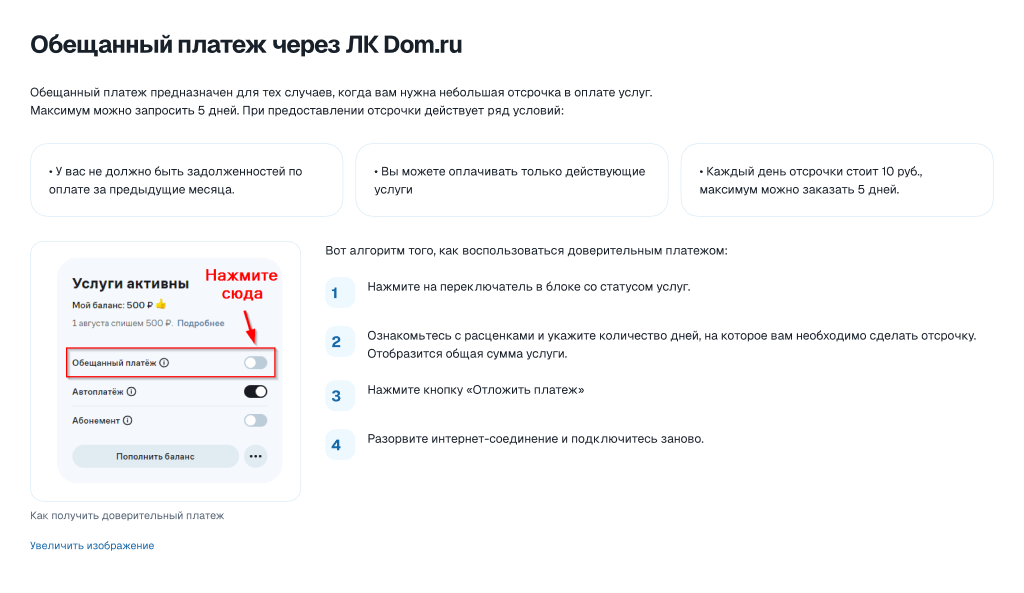 Обещанный платеж через ЛК Dom.ru
Обещанный платеж предназначен для тех случаев, когда вам нужна небольшая отсрочка в оплате услуг.
Максимум можно запросить 5 дней. При предоставлении отсрочки действует ряд условий:
• У вас не должно быть задолженностей по
оплате за предыдущие месяца.
• Вы можете оплачивать только действующие
услуги
• Каждый день отсрочки стоит 10 руб.,
максимум можно заказать 5 дней.
Услуги активны
Нажмите
сюда
Мой баланс: 500 ₽ 👍
1 августа спишем 500 ₽. Подробнее
Обещанный платёж
Автоплатёж
Абонемент
Пополнить баланс
Как получить доверительный платеж
Увеличить изображение
Вот алгоритм того, как воспользоваться доверительным платежом:
1
Нажмите на переключатель в блоке со статусом услуг.
2
Ознакомьтесь с расценками и укажите количество дней, на которое вам необходимо сделать отсрочку.
Отобразится общая сумма услуги.
3
Нажмите кнопку «Отложить платеж»
4
Разорвите интернет-соединение и подключитесь заново.